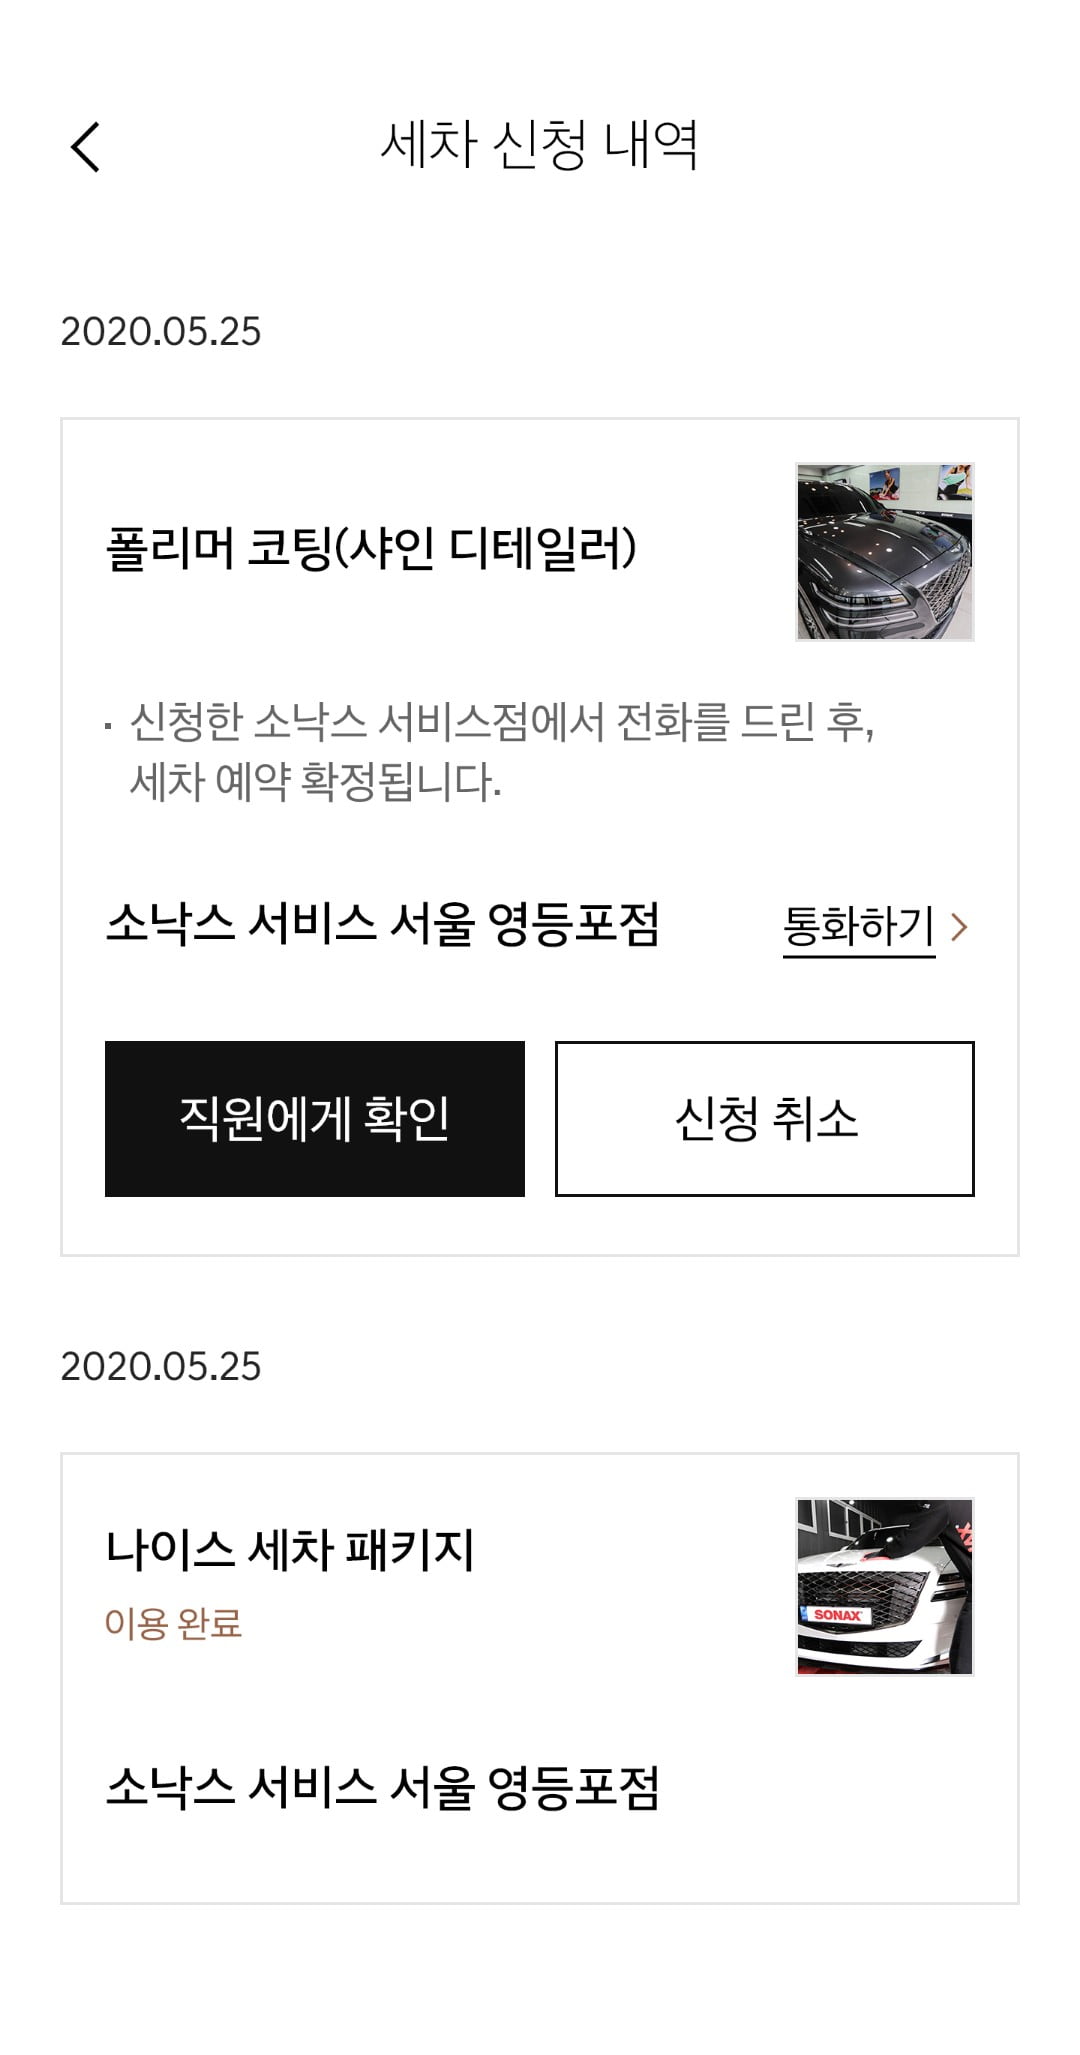 세차 신청 내역
2020.05.25
폴리머 코팅(샤인 디테일러)
· 신청한 소낙스 서비스점에서 전화를 드린 후,
세차 예약 확정됩니다.
소낙스 서비스 서울 영등포점 통화하기 >
직원에게 확인 신청 취소
2020.05.25
나이스 세차 패키지
이용 완료
SONAX
소낙스 서비스 서울 영등포점